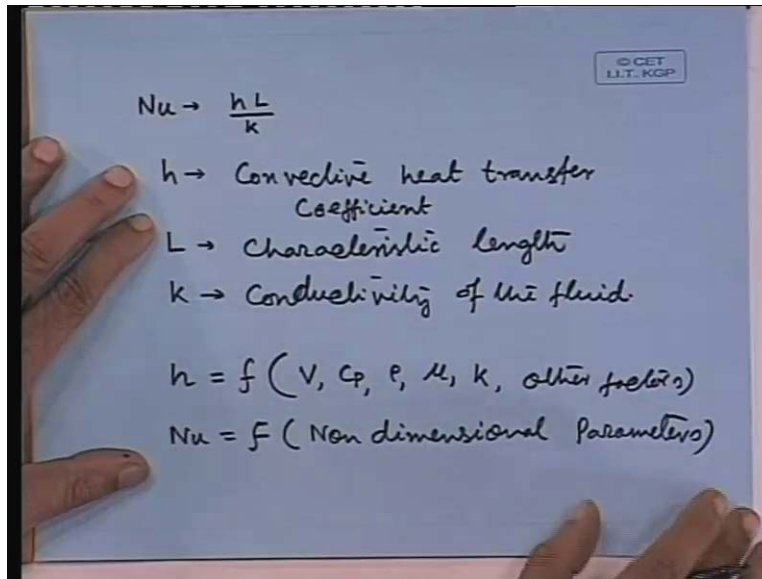 © CET
I.I.T. KGP
Nu → hL/k
h → Convective heat transfer
Coefficient
L → Characteristic length
k → Conductivity of the fluid.
h = f (V, Cp, ρ, μ, k, other factors)
Nu = f (Non dimensional Parameters)